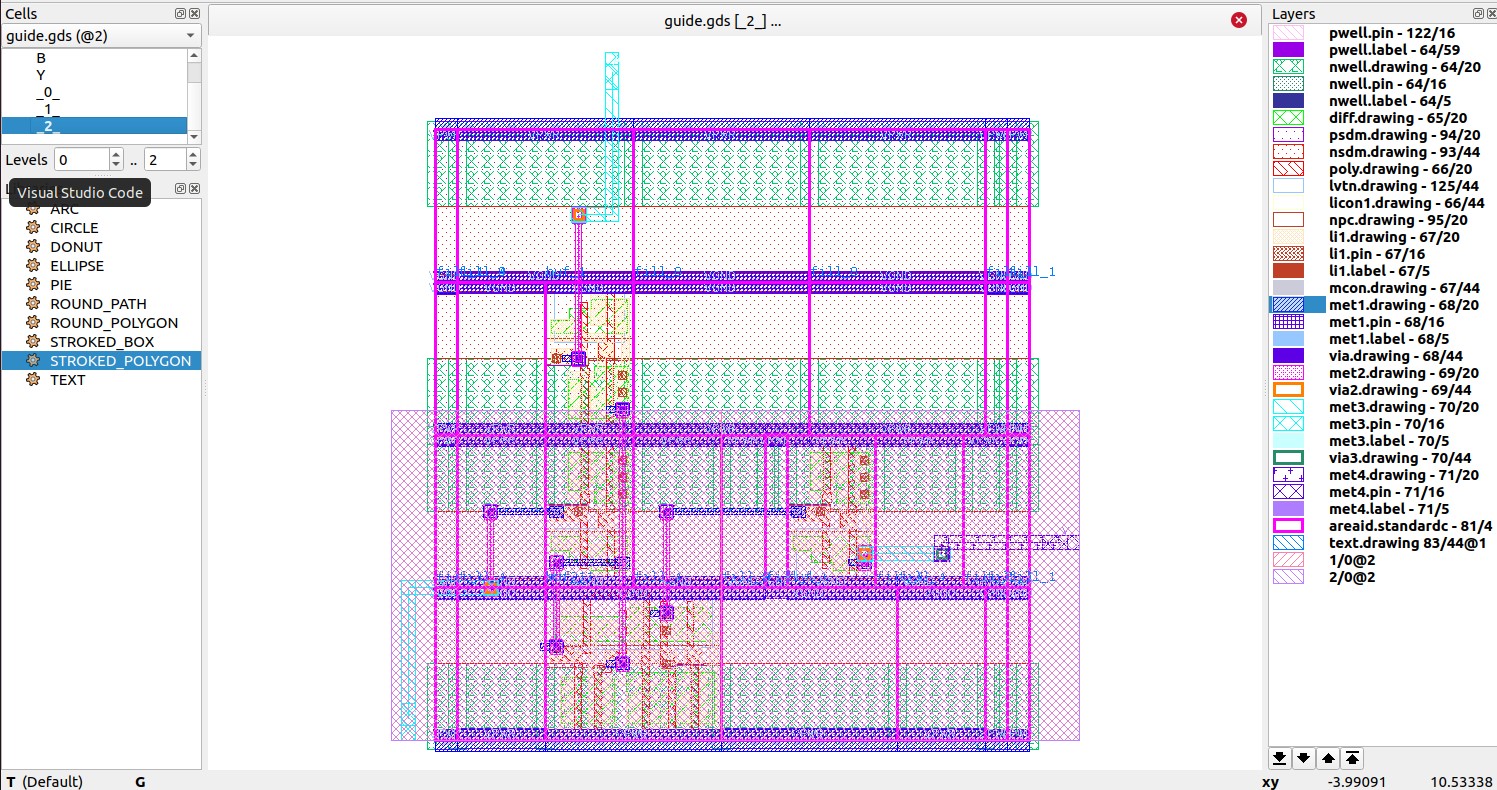 Cells
guide.gds (@2)
B
Y
_0_
_1_
_2_
Levels 0 .. 2
Visual Studio Code
ARC
CIRCLE
DONUT
ELLIPSE
PIE
ROUND_PATH
ROUND_POLYGON
STROKED_BOX
STROKED_POLYGON
TEXT
T (Default) G
guide.gds [_2_] ...
Layers
pwell.pin - 122/16
pwell.label - 64/59
nwell.drawing - 64/20
nwell.pin - 64/16
nwell.label - 64/5
diff.drawing - 65/20
psdm.drawing - 94/20
nsdm.drawing - 93/44
poly.drawing - 66/20
lvtn.drawing - 125/44
licon1.drawing - 66/44
npc.drawing - 95/20
li1.drawing - 67/20
li1.pin - 67/16
li1.label - 67/5
mcon.drawing - 67/44
met1.drawing - 68/20
met1.pin - 68/16
met1.label - 68/5
via.drawing - 68/44
met2.drawing - 69/20
via2.drawing - 69/44
met3.drawing - 70/20
met3.pin - 70/16
met3.label - 70/5
via3.drawing - 70/44
met4.drawing - 71/20
met4.pin - 71/16
met4.label - 71/5
areaid.standardc - 81/4
text.drawing 83/44@1
1/0@2
2/0@2
xy -3.99091 10.53338